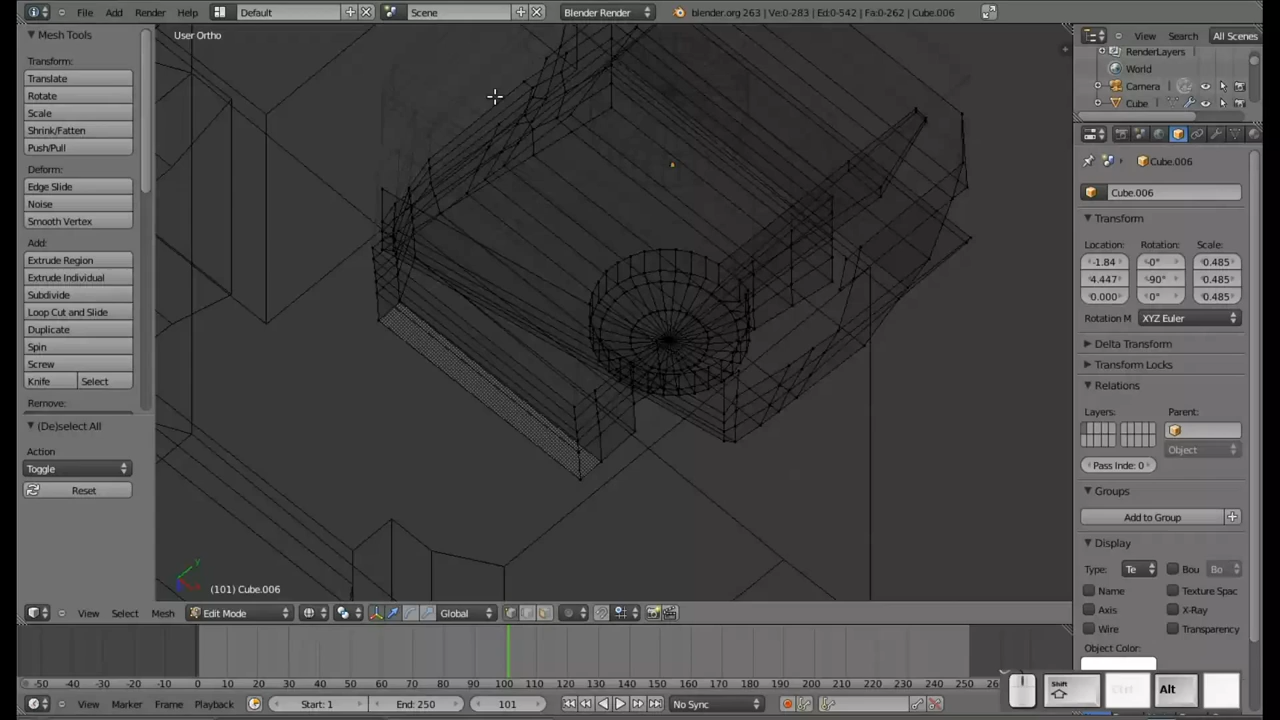 File Add Render Help Default Scene Blender Render blender.org 263 | Ve:0-283 | Ed:0-542 | Fa:0-262 | Cube.006
Mesh Tools
Transform:
Translate
Rotate
Scale
Shrink/Fatten
Push/Pull
Deform:
Edge Slide
Noise
Smooth Vertex
Add:
Extrude Region
Extrude Individual
Subdivide
Loop Cut and Slide
Duplicate
Spin
Screw
Knife Select
Remove:
(De)select All
Action
Toggle
Reset
User Ortho
y
(101) Cube.006
View Select Mesh Edit Mode Global
View Search All Scenes
RenderLayers
World
Camera
Cube
Cube.006
Cube.006
Transform
Location: Rotation: Scale:
-1.84 -0° 0.485
4.447 90° 0.485
0.000 0° 0.485
Rotation M XYZ Euler
Delta Transform
Transform Locks
Relations
Layers: Parent:
Object
Pass Inde: 0
Groups
Add to Group
Display
Type: Te Bou Bo
Name Texture Spac
Axis X-Ray
Wire Transparency
Object Color:
Shift Ctrl Alt
-50 -40 -30 -20 -10 0 10 20 30 40 50 60 70 80 90 100 110 120 130 140 150 160 170 180 190 200 210 220 230 240 250 26
View Marker Frame Playback Start: 1 End: 250 101 No Sync